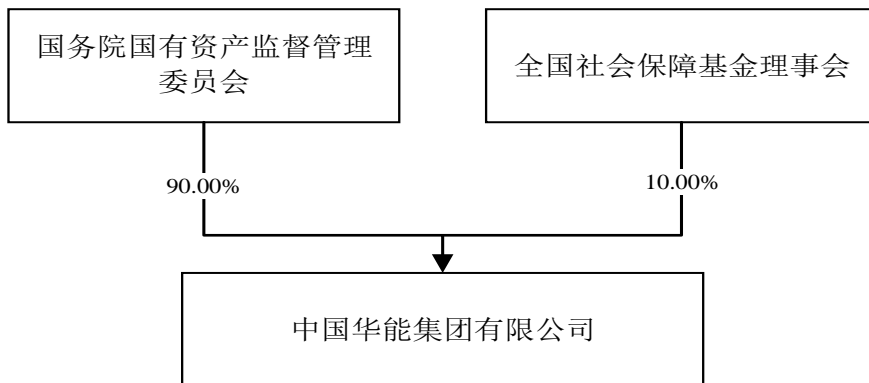 国务院国有资产监督管理
委员会
全国社会保障基金理事会
90.00%
10.00%
中国华能集团有限公司